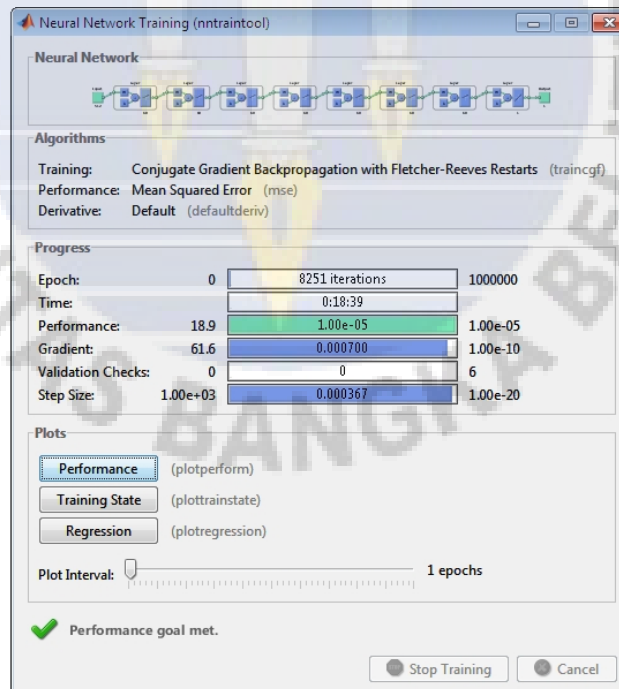 Neural Network Training (nntraintool)
Neural Network
Algorithms
Training: Conjugate Gradient Backpropagation with Fletcher-Reeves Restarts (traincgf)
Performance: Mean Squared Error (mse)
Derivative: Default (defaultderiv)
Progress
Epoch: 0 8251 iterations 1000000
Time: 0:18:39
Performance: 18.9 1.00e-05 1.00e-05
Gradient: 61.6 0.000700 1.00e-10
Validation Checks: 0 0 6
Step Size: 1.00e+03 0.000367 1.00e-20
Plots
Performance (plotperform)
Training State (plottrainstate)
Regression (plotregression)
Plot Interval: 1 epochs
Performance goal met.
Stop Training Cancel
BANGKA